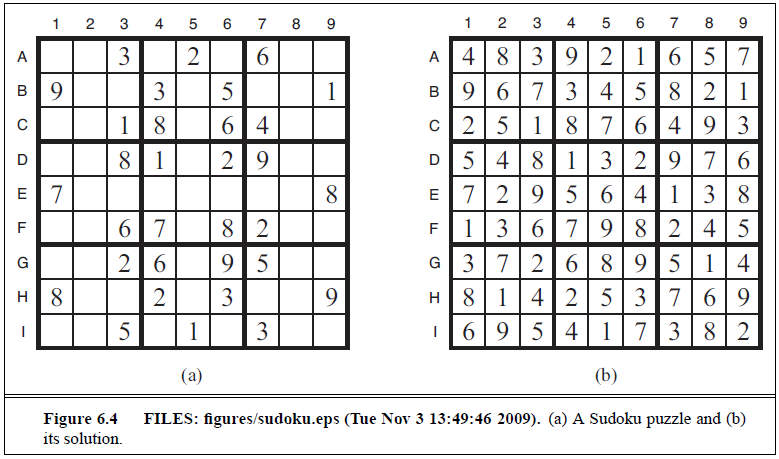 1 2 3 4 5 6 7 8 9
A 3 2 6
B 9 3 5 1
C 1 8 6 4
D 8 1 2 9
E 7 8
F 6 7 8 2
G 2 6 9 5
H 8 2 3 9
I 5 1 3
(a)
1 2 3 4 5 6 7 8 9
A 4 8 3 9 2 1 6 5 7
B 9 6 7 3 4 5 8 2 1
C 2 5 1 8 7 6 4 9 3
D 5 4 8 1 3 2 9 7 6
E 7 2 9 5 6 4 1 3 8
F 1 3 6 7 9 8 2 4 5
G 3 7 2 6 8 9 5 1 4
H 8 1 4 2 5 3 7 6 9
I 6 9 5 4 1 7 3 8 2
(b)
Figure 6.4 FILES: figures/sudoku.eps (Tue Nov 3 13:49:46 2009). (a) A Sudoku puzzle and (b)
its solution.